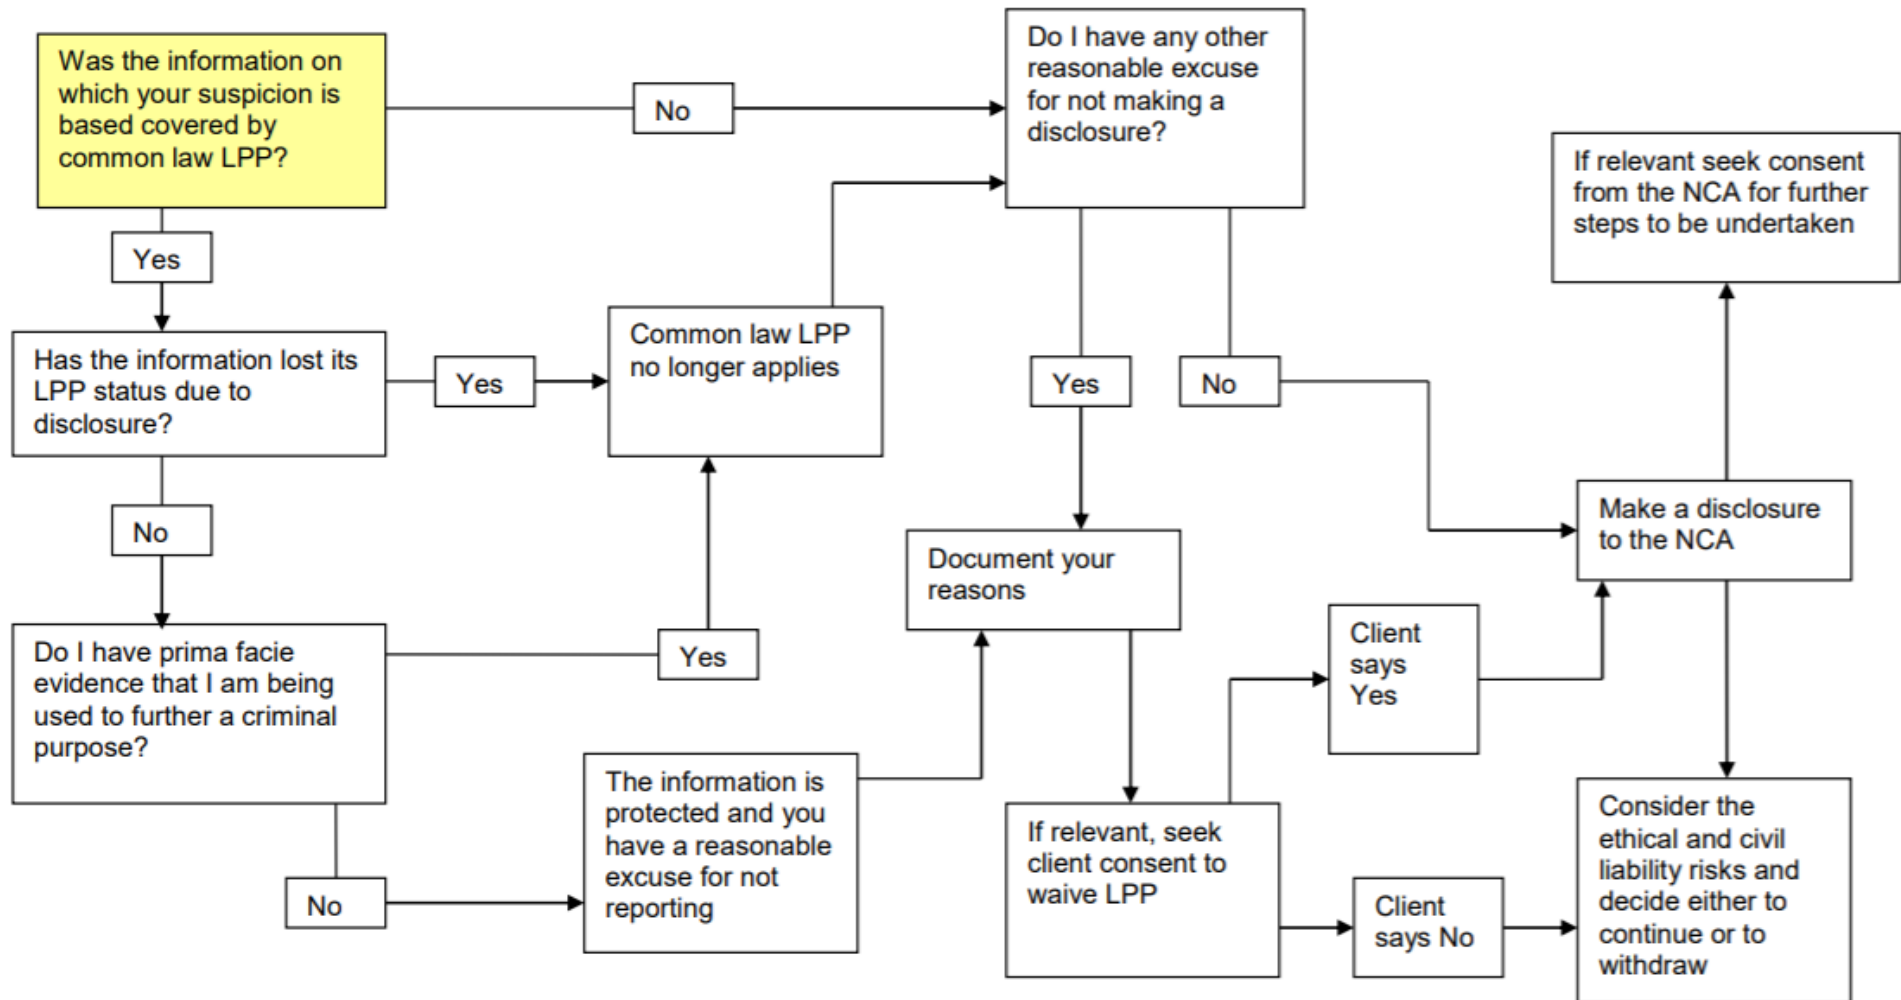 Was the information on
which your suspicion is
based covered by
common law LPP?
No
Do I have any other
reasonable excuse
for not making a
disclosure?
If relevant seek consent
from the NCA for further
steps to be undertaken
Yes
Has the information lost its
LPP status due to
disclosure?
Yes
Common law LPP
no longer applies
Yes
No
No
Make a disclosure
to the NCA
Document your
reasons
Do I have prima facie
evidence that I am being
used to further a criminal
purpose?
Yes
Client
says
Yes
The information is
protected and you
have a reasonable
excuse for not
reporting
If relevant, seek
client consent to
waive LPP
Consider the
ethical and civil
liability risks and
decide either to
continue or to
withdraw
No
Client
says No